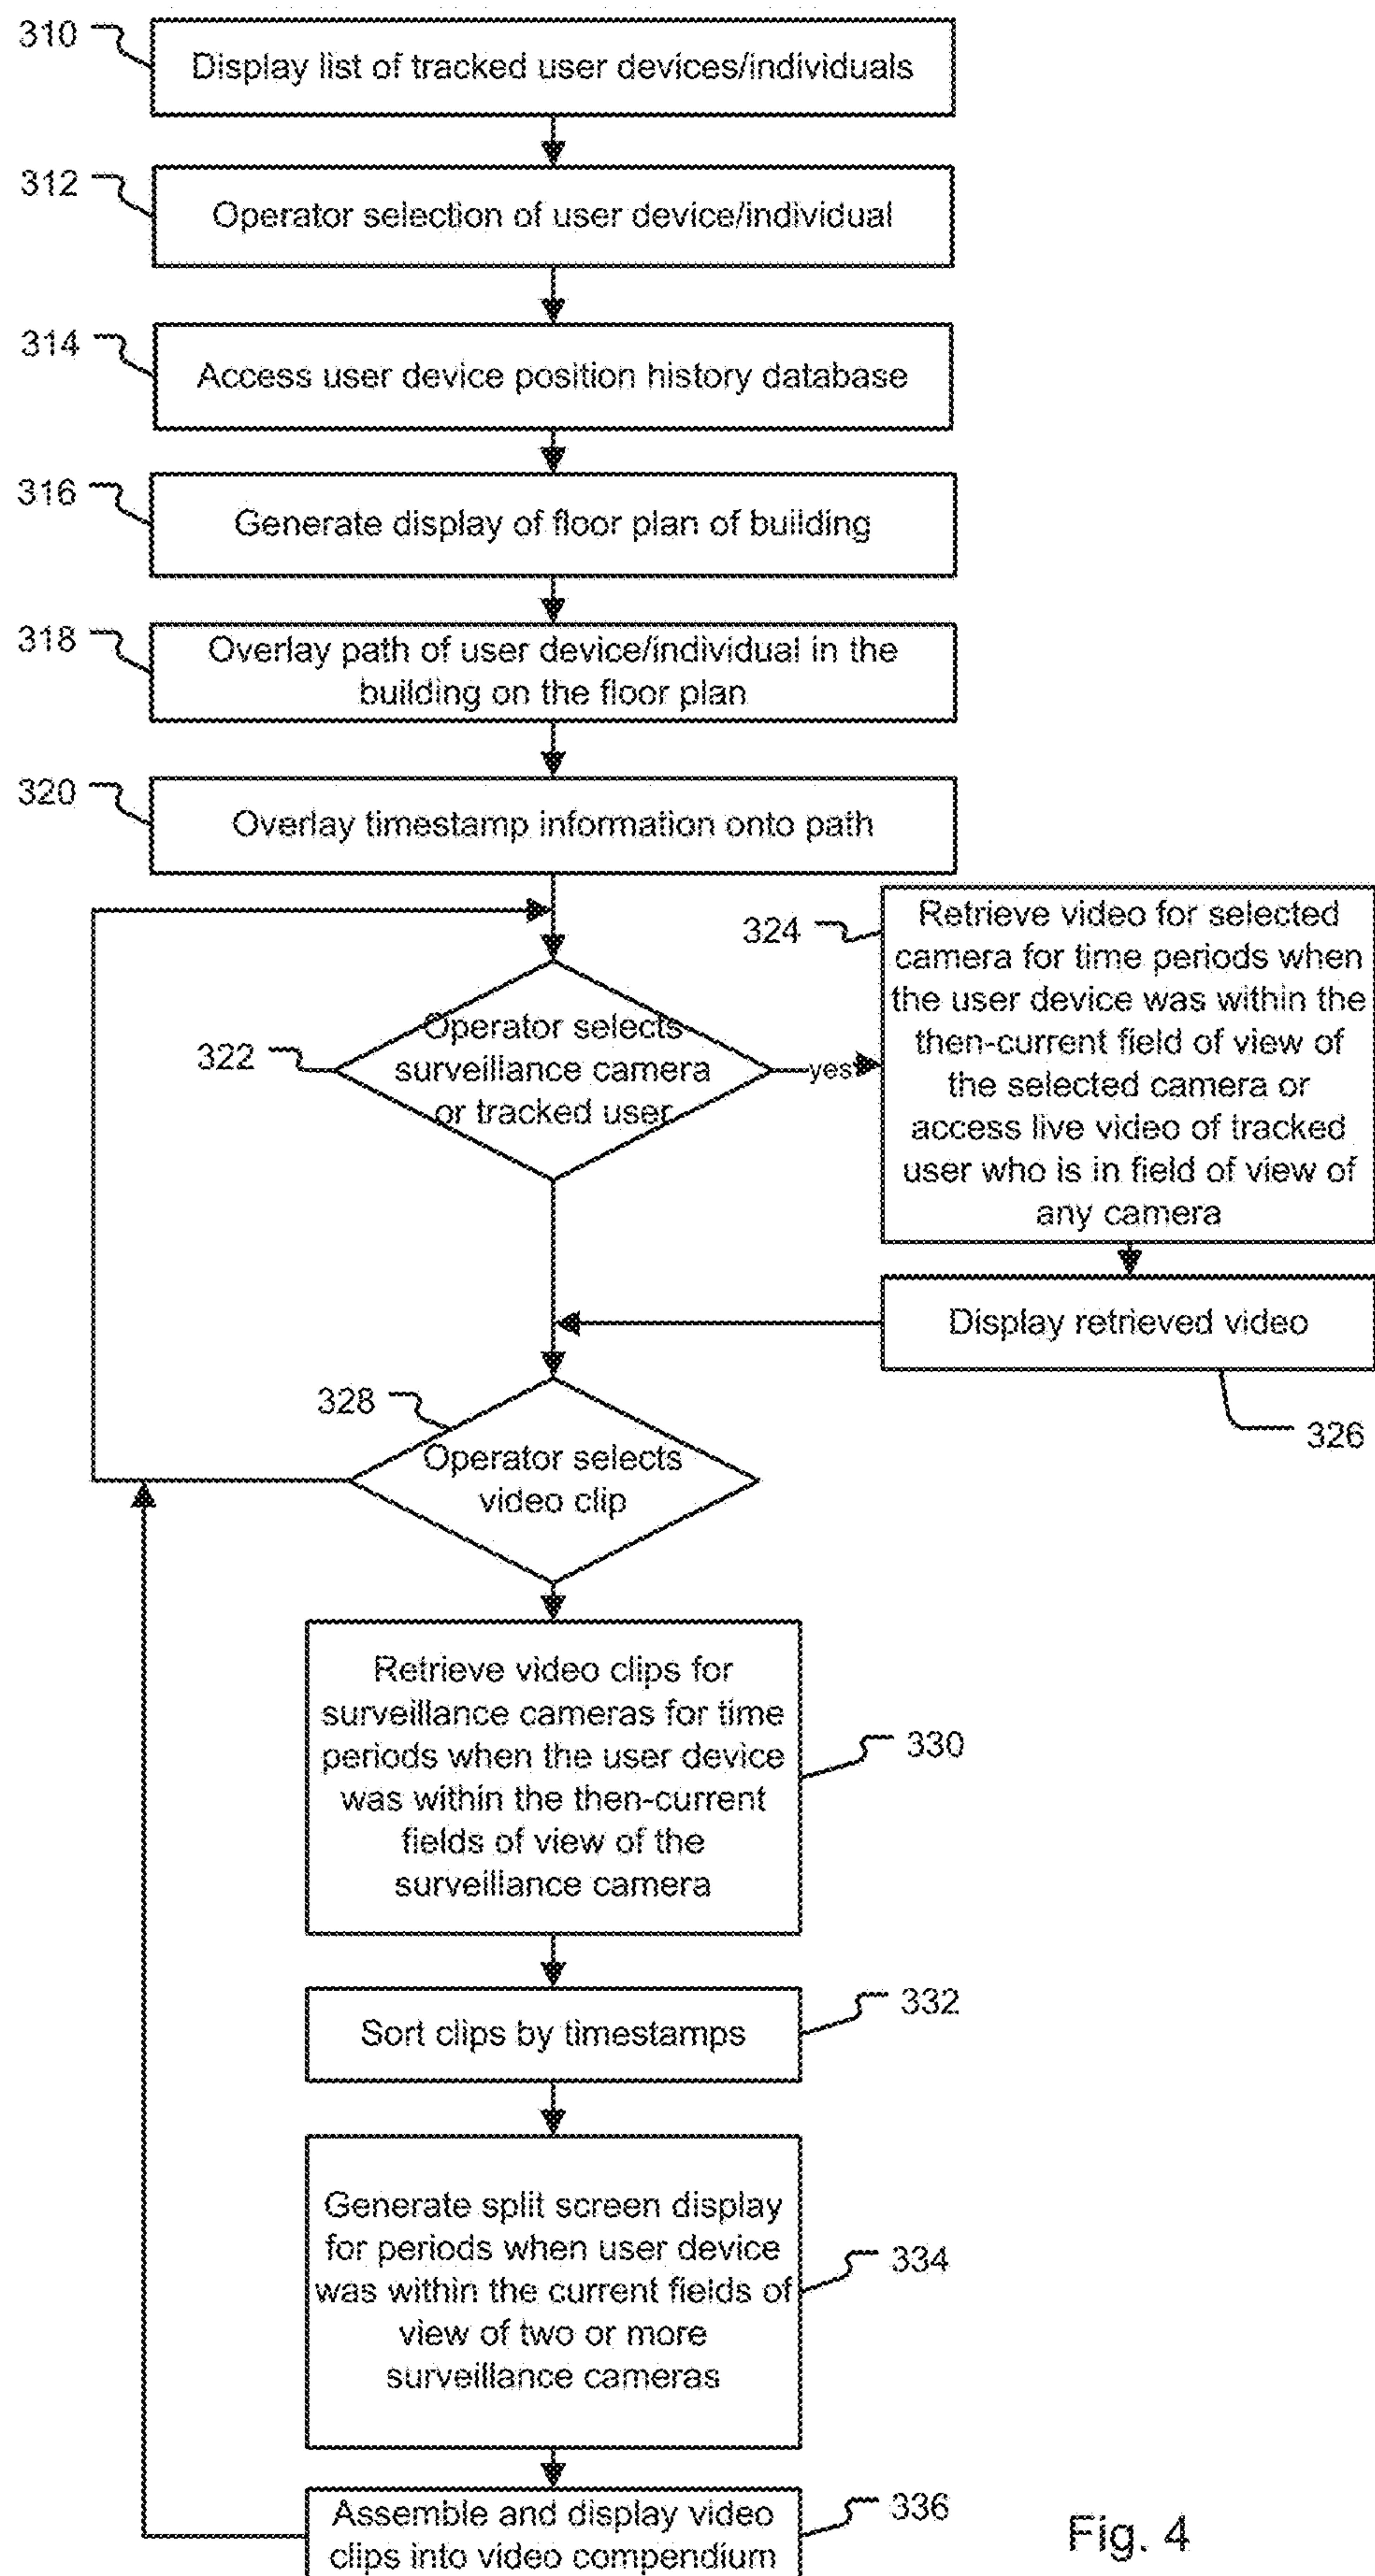 310
Display list of tracked user devices/individuals
312
Operator selection of user device/individual
314
Access user device position history database
316
Generate display of floor plan of building
318
Overlay path of user device/individual in the
building on the floor plan
320
Overlay timestamp information onto path
322
Operator selects
surveillance camera
or tracked user
yes
324
Retrieve video for selected
camera for time periods when
the user device was within the
then-current field of view of
the selected camera or
access live video of tracked
user who is in field of view of
any camera
Display retrieved video
326
328
Operator selects
video clip
Retrieve video clips for
surveillance cameras for time
periods when the user device
was within the then-current
fields of view of the
surveillance camera
330
Sort clips by timestamps
332
Generate split screen display
for periods when user device
was within the current fields of
view of two or more
surveillance cameras
334
Assemble and display video
clips into video compendium
336
Fig. 4